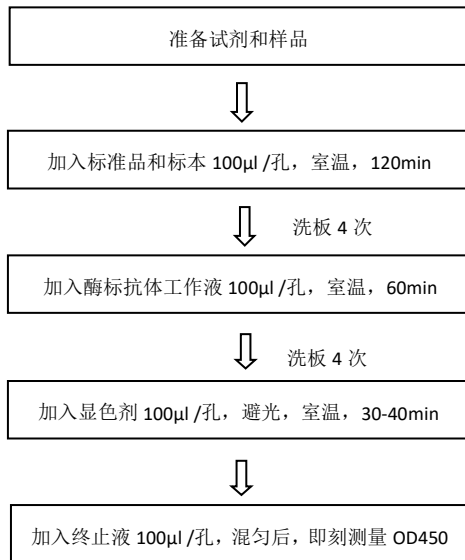 准备试剂和样品
加入标准品和标本 100μl /孔，室温，120min
洗板 4 次
加入酶标抗体工作液 100μl /孔，室温，60min
洗板 4 次
加入显色剂 100μl /孔，避光，室温，30-40min
加入终止液 100μl /孔，混匀后，即刻测量 OD450